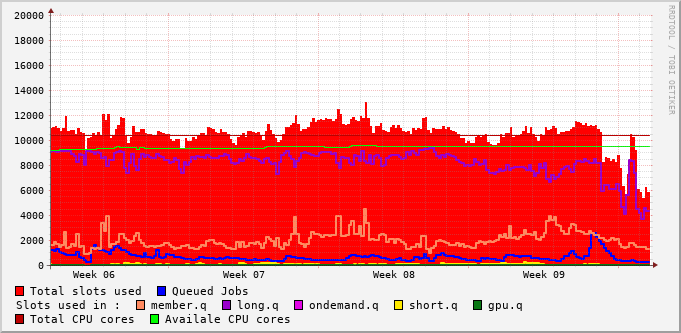 20000
18000
16000
14000
12000
10000
8000
6000
4000
2000
0
Week 06 Week 07 Week 08 Week 09
RRDTOOL / TOBI OETIKER
Total slots used Queued Jobs
Slots used in : member.q long.q ondemand.q short.q gpu.q
Total CPU cores Availale CPU cores